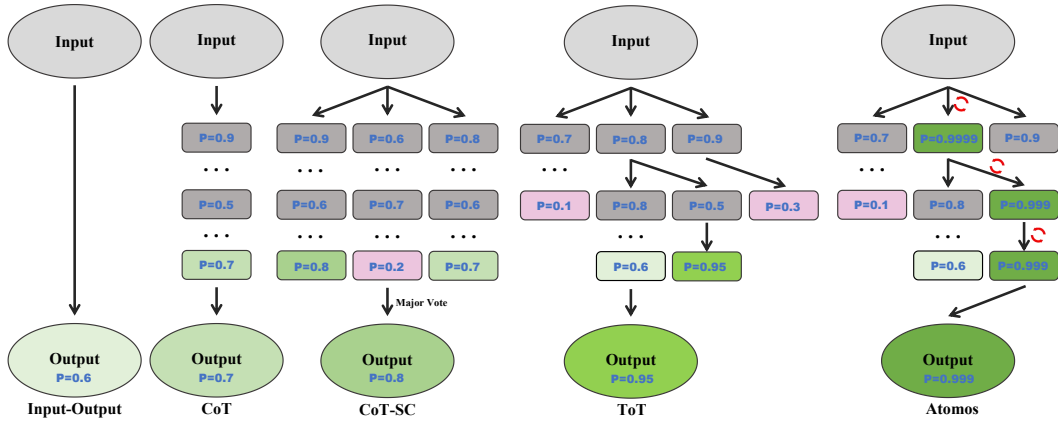 Input Input Input Input Input
P=0.9 P=0.9 P=0.6 P=0.8 P=0.7 P=0.8 P=0.9 P=0.7 P=0.9999 P=0.9
... ... ... ... ... ...
P=0.5 P=0.6 P=0.7 P=0.6 P=0.1 P=0.8 P=0.5 P=0.3 P=0.1 P=0.8 P=0.999
... ... ... ... ... ...
P=0.7 P=0.8 P=0.2 P=0.7 P=0.6 P=0.95 P=0.6 P=0.999
Major Vote
Output Output Output Output Output
P=0.6 P=0.7 P=0.8 P=0.95 P=0.999
Input-Output CoT CoT-SC ToT Atomos